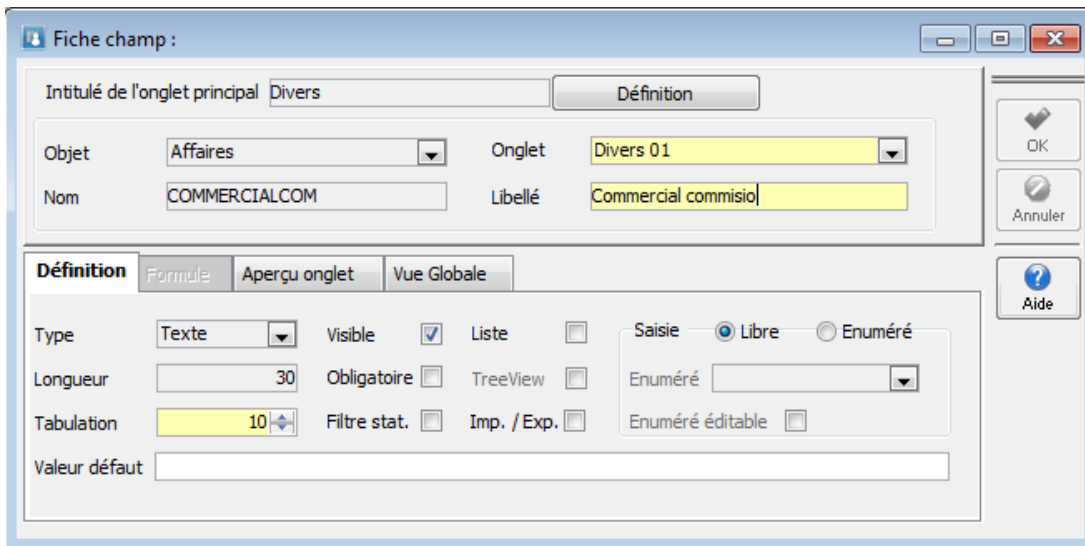 Fiche champ :
Intitulé de l'onglet principal Divers Définition
Objet Affaires Onglet Divers 01
Nom COMMERCIALCOM Libellé Commercial commisio
OK
Annuler
Aide
Définition Formule Aperçu onglet Vue Globale
Type Texte Visible Liste Saisie Libre Enuméré
Longueur 30 Obligatoire TreeView Enuméré
Tabulation 10 Filtre stat. Imp. / Exp. Enuméré éditable
Valeur défaut